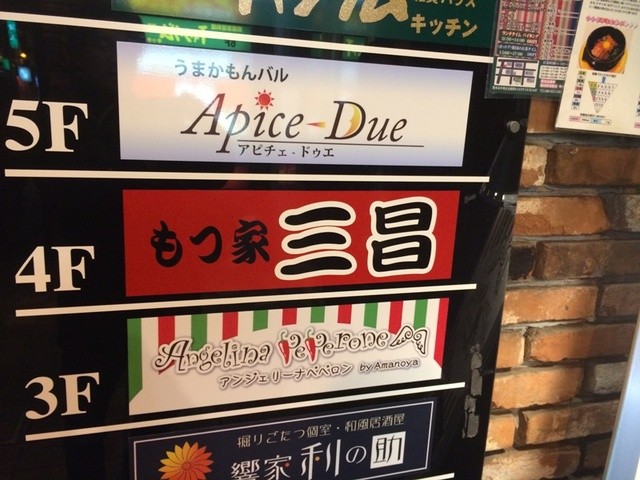 キッチン
5F
うまかもんバル
Apice-Due
アピチェ-ドゥエ
4F
もつ家 三昌
3F
Angelina Peperone
アンジェリーナペペロン by Amanoya
掘りごたつ個室・和風居酒屋
響家 利の助